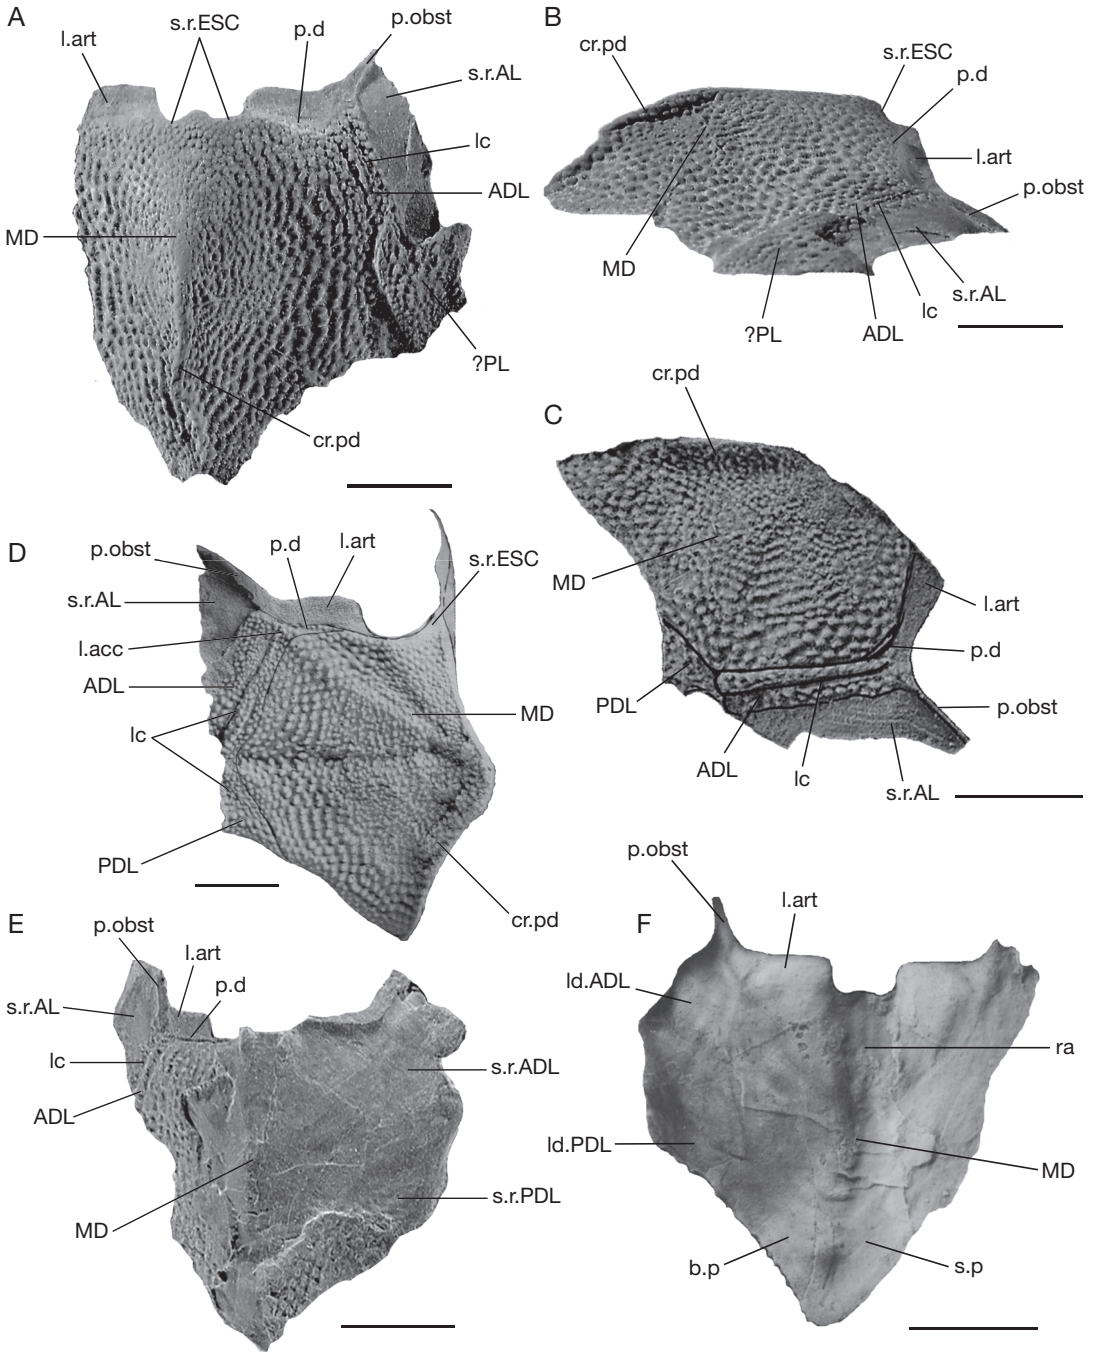 A
l.art
s.r.ESC
p.d
p.obst
s.r.AL
lc
ADL
MD
?PL
cr.pd
B
cr.pd
s.r.ESC
p.d
l.art
p.obst
MD
s.r.AL
lc
ADL
?PL
C
cr.pd
MD
l.art
p.d
PDL
p.obst
ADL
lc
s.r.AL
D
p.obst
p.d
l.art
s.r.ESC
s.r.AL
l.acc
ADL
lc
MD
PDL
cr.pd
E
p.obst
l.art
p.d
s.r.AL
lc
ADL
s.r.ADL
s.r.PDL
MD
F
p.obst
l.art
ld.ADL
ra
ld.PDL
MD
b.p
s.p